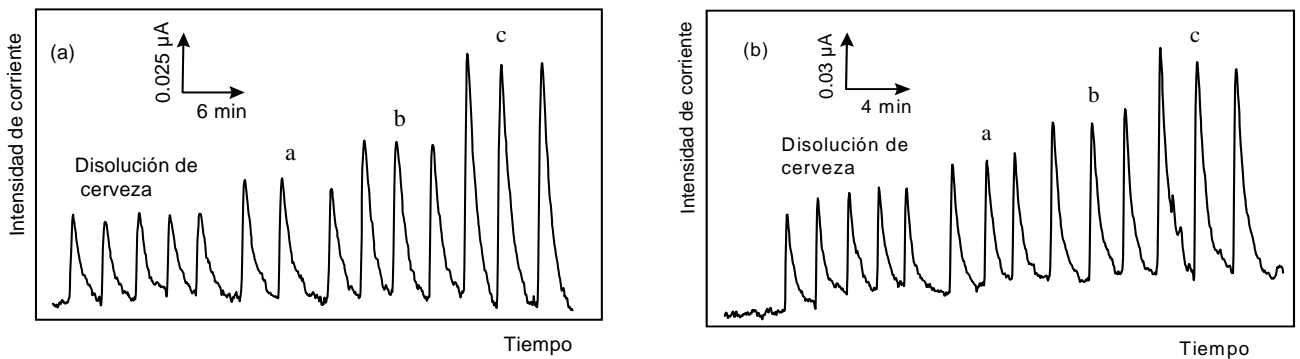 (a)
0.025 µA
6 min
c
b
a
Disolución de
cerveza
Intensidad de corriente
Tiempo
(b)
0.03 µA
4 min
c
b
a
Disolución de
cerveza
Intensidad de corriente
Tiempo